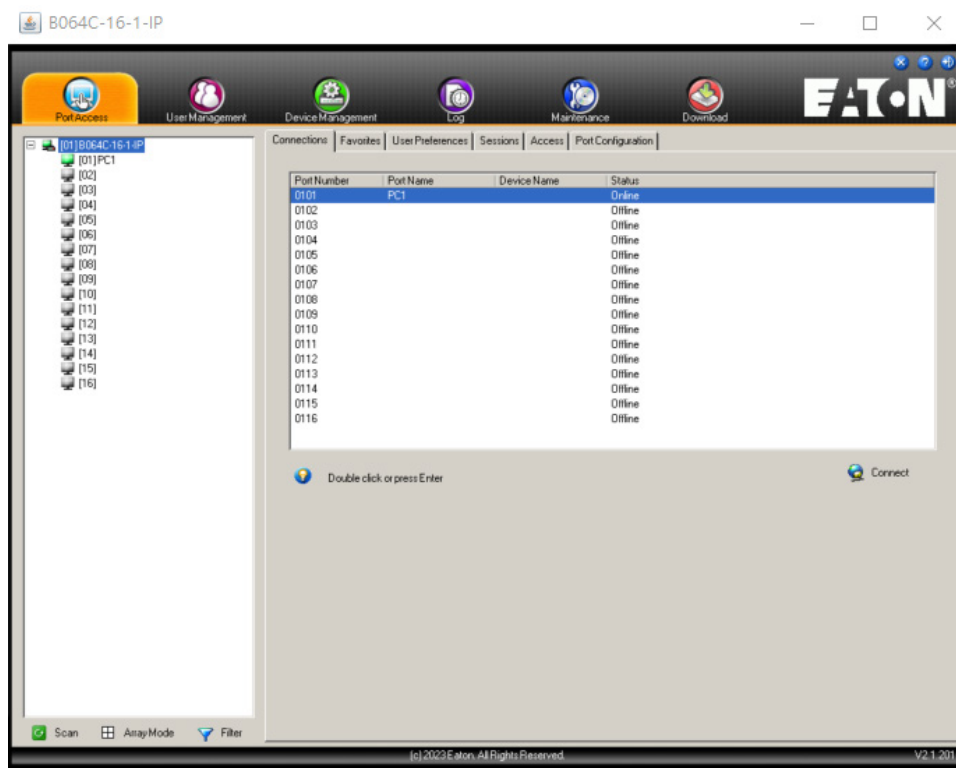 B064C-16-1-IP
EATON®
Port Access User Management Device Management Log Maintenance Download
[01]B064C-16-1-IP
[01]PC1
[02]
[03]
[04]
[05]
[06]
[07]
[08]
[09]
[10]
[11]
[12]
[13]
[14]
[15]
[16]
Scan Array Mode Filter
Connections Favorites User Preferences Sessions Access Port Configuration
Port Number Port Name Device Name Status
0101 PC1 Online
0102 Offline
0103 Offline
0104 Offline
0105 Offline
0106 Offline
0107 Offline
0108 Offline
0109 Offline
0110 Offline
0111 Offline
0112 Offline
0113 Offline
0114 Offline
0115 Offline
0116 Offline
Double click or press Enter
Connect
(c) 2023 Eaton. All Rights Reserved.
V2.1.201